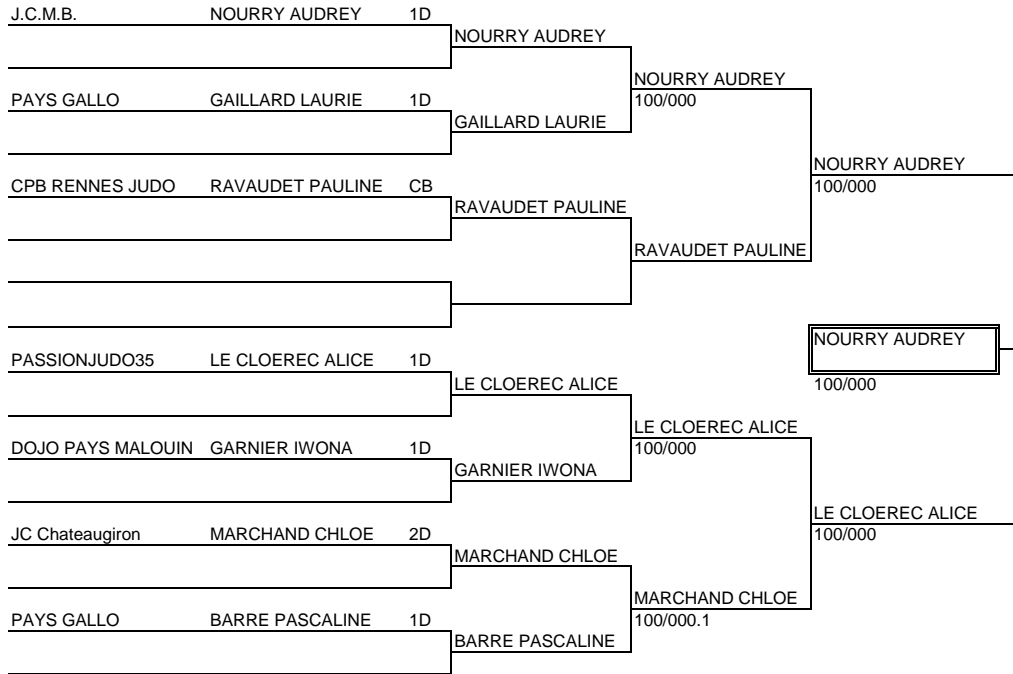 J.C.M.B. NOURRY AUDREY 1D
NOURRY AUDREY
NOURRY AUDREY
100/000
PAYS GALLO GAILLARD LAURIE 1D
GAILLARD LAURIE
NOURRY AUDREY
100/000
CPB RENNES JUDO RAVAUDET PAULINE CB
RAVAUDET PAULINE
RAVAUDET PAULINE
NOURRY AUDREY
100/000
PASSIONJUDO35 LE CLOEREC ALICE 1D
LE CLOEREC ALICE
LE CLOEREC ALICE
100/000
DOJO PAYS MALOUIN GARNIER IWONA 1D
GARNIER IWONA
LE CLOEREC ALICE
100/000
JC Chateaugiron MARCHAND CHLOE 2D
MARCHAND CHLOE
MARCHAND CHLOE
100/000.1
PAYS GALLO BARRE PASCALINE 1D
BARRE PASCALINE